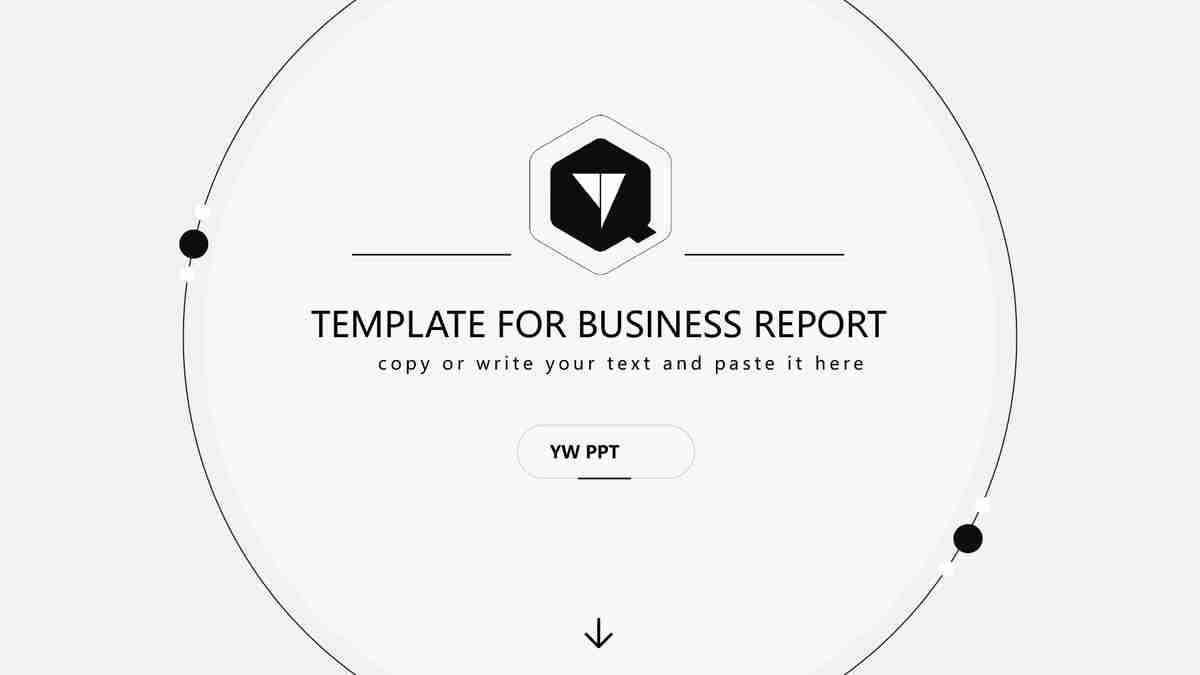 TEMPLATE FOR BUSINESS REPORT
copy or write your text and paste it here
YW PPT